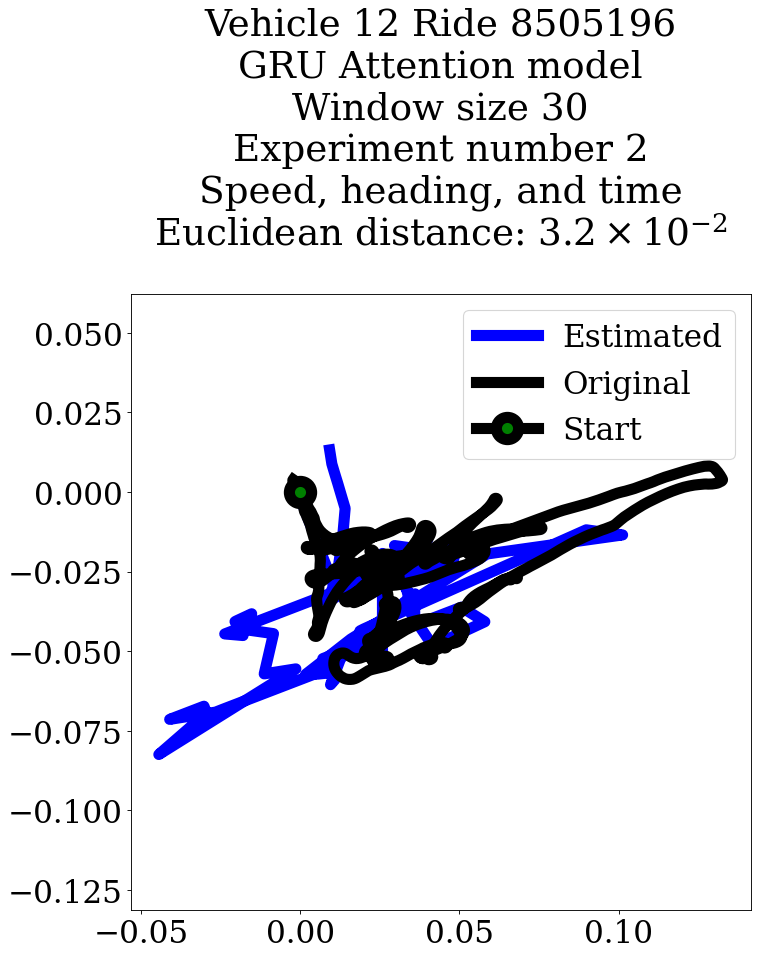 Vehicle 12 Ride 8505196
GRU Attention model
Window size 30
Experiment number 2
Speed, heading, and time
Euclidean distance: 3.2 × 10⁻²
Estimated
Original
Start
0.050
0.025
0.000
−0.025
−0.050
−0.075
−0.100
−0.125
−0.05 0.00 0.05 0.10